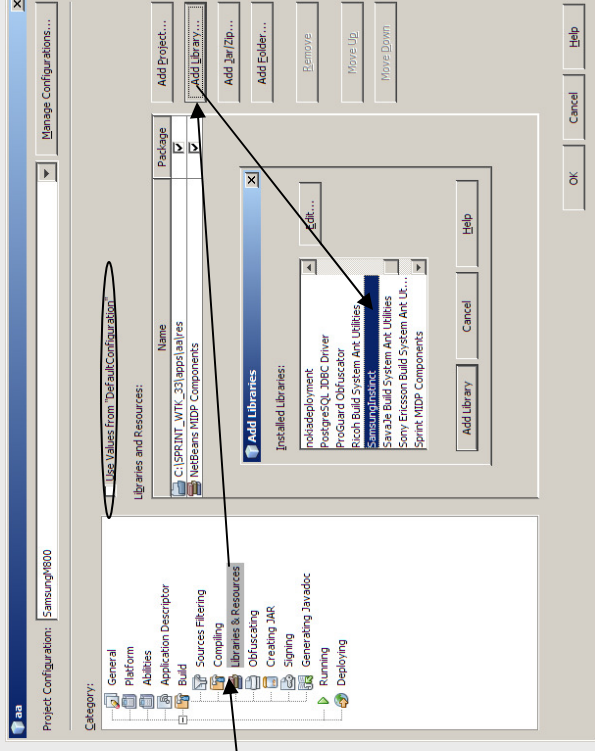 aa
Project Configuration: SamsungM800 Manage Configurations...
Category:
General
Platform
Abilities
Application Descriptor
Build
Sources Filtering
Compiling
Libraries & Resources
Obfuscating
Creating JAR
Signing
Generating Javadoc
Running
Deploying
Use Values from "DefaultConfiguration"
Libraries and Resources:
Name Package
C:\SPRINT_WTK_33\apps\aa\res
NetBeans MIDP Components
Add Project...
Add Library...
Add Jar/Zip...
Add Folder...
Remove
Move Up
Move Down
Add Libraries
Installed Libraries:
nokiadeployment
PostgreSQL JDBC Driver
ProGuard Obfuscator
Ricoh Build System Ant Utilities
SamsungInstinct
SavaJe Build System Ant Utilities
Sony Ericsson Build System Ant Ut...
Sprint MIDP Components
Edit...
Add Library Cancel Help
OK Cancel Help